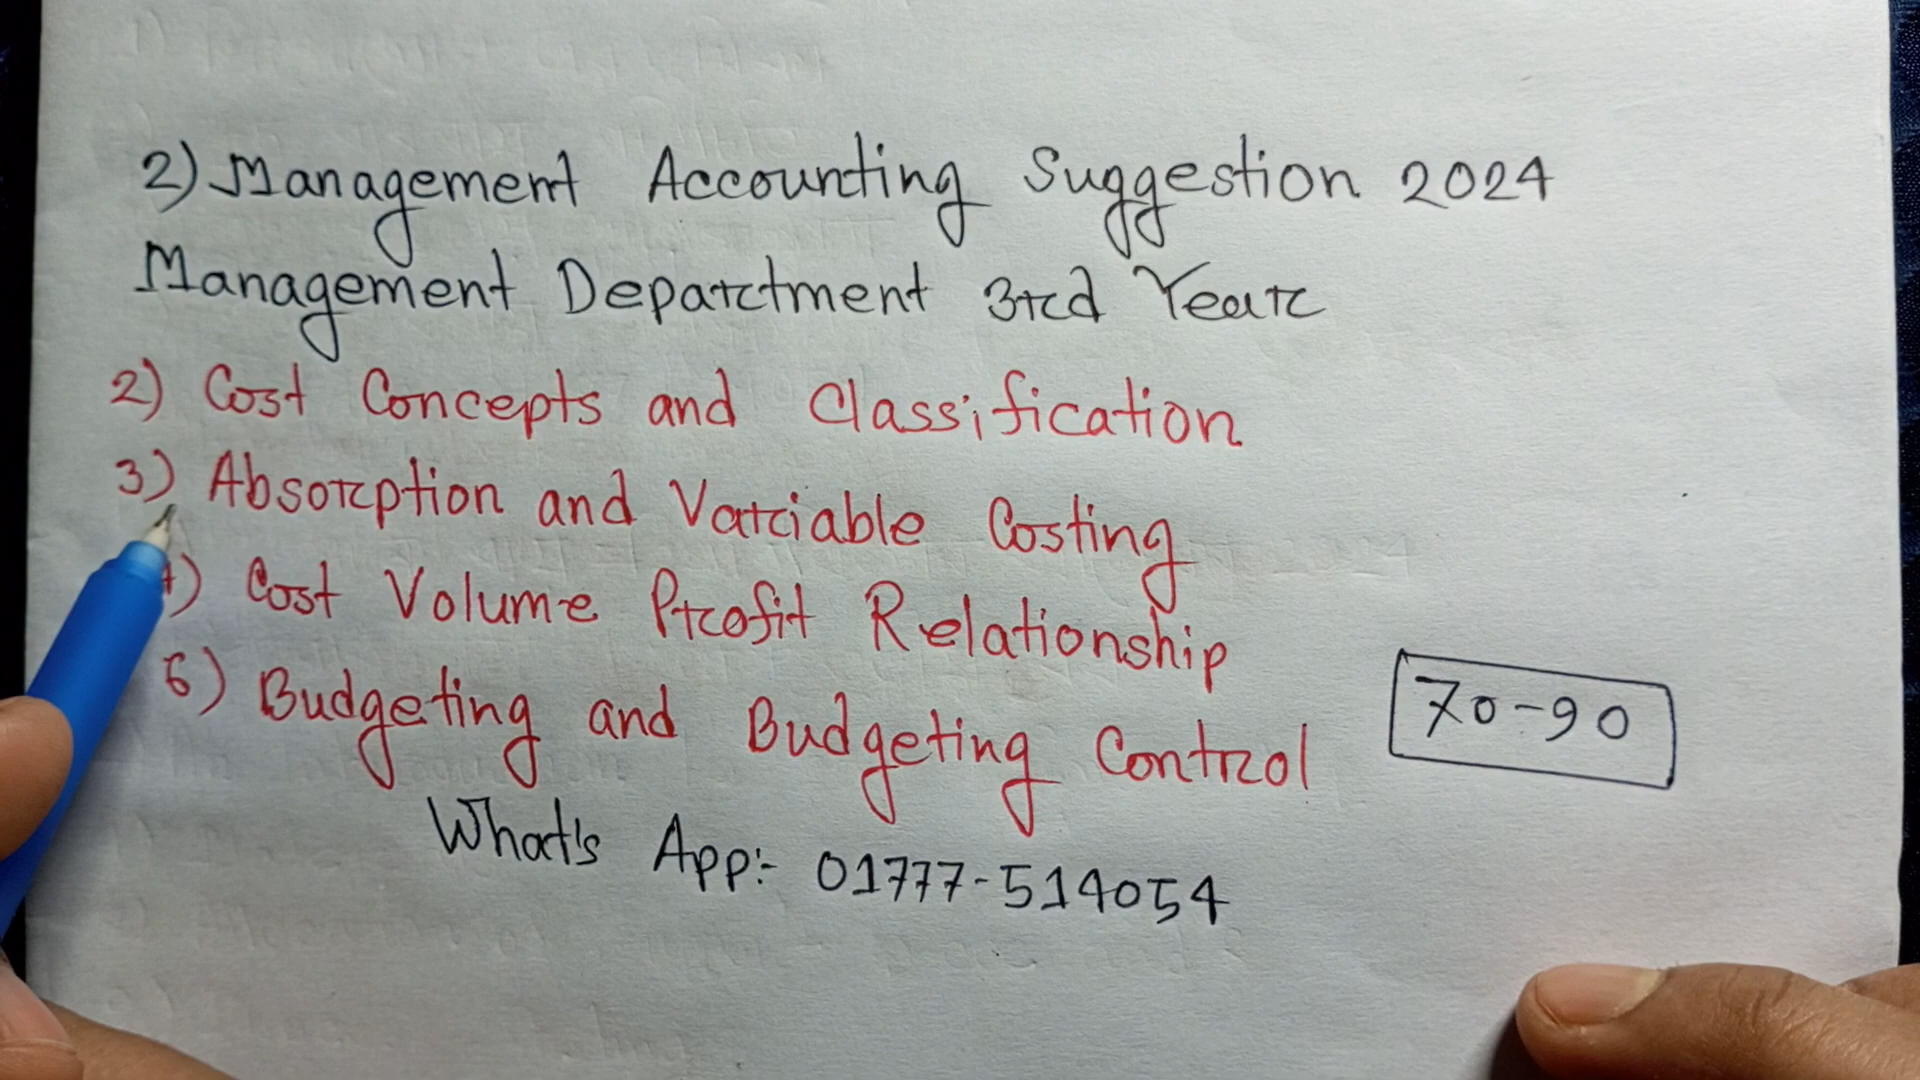 2) Management Accounting Suggestion 2024
Management Department 3rd Year
2) Cost Concepts and Classification
3) Absorption and Variable Costing
4) Cost Volume Profit Relationship
6) Budgeting and Budgeting Control
70-90
What's App:- 01777-514054